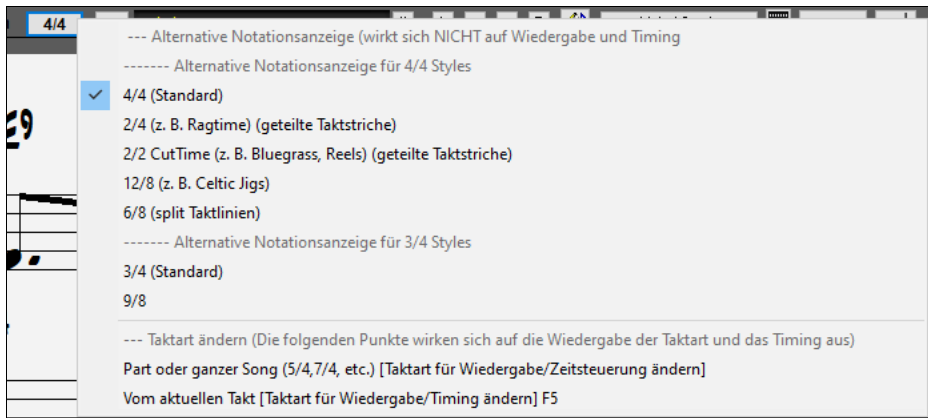 4/4
--- Alternative Notationsanzeige (wirkt sich NICHT auf Wiedergabe und Timing
------- Alternative Notationsanzeige für 4/4 Styles
4/4 (Standard)
2/4 (z. B. Ragtime) (geteilte Taktstriche)
2/2 CutTime (z. B. Bluegrass, Reels) (geteilte Taktstriche)
12/8 (z. B. Celtic Jigs)
6/8 (split Taktlinien)
------- Alternative Notationsanzeige für 3/4 Styles
3/4 (Standard)
9/8
--- Taktart ändern (Die folgenden Punkte wirken sich auf die Wiedergabe der Taktart und das Timing aus)
Part oder ganzer Song (5/4,7/4, etc.) [Taktart für Wiedergabe/Zeitsteuerung ändern]
Vom aktuellen Takt [Taktart für Wiedergabe/Timing ändern] F5